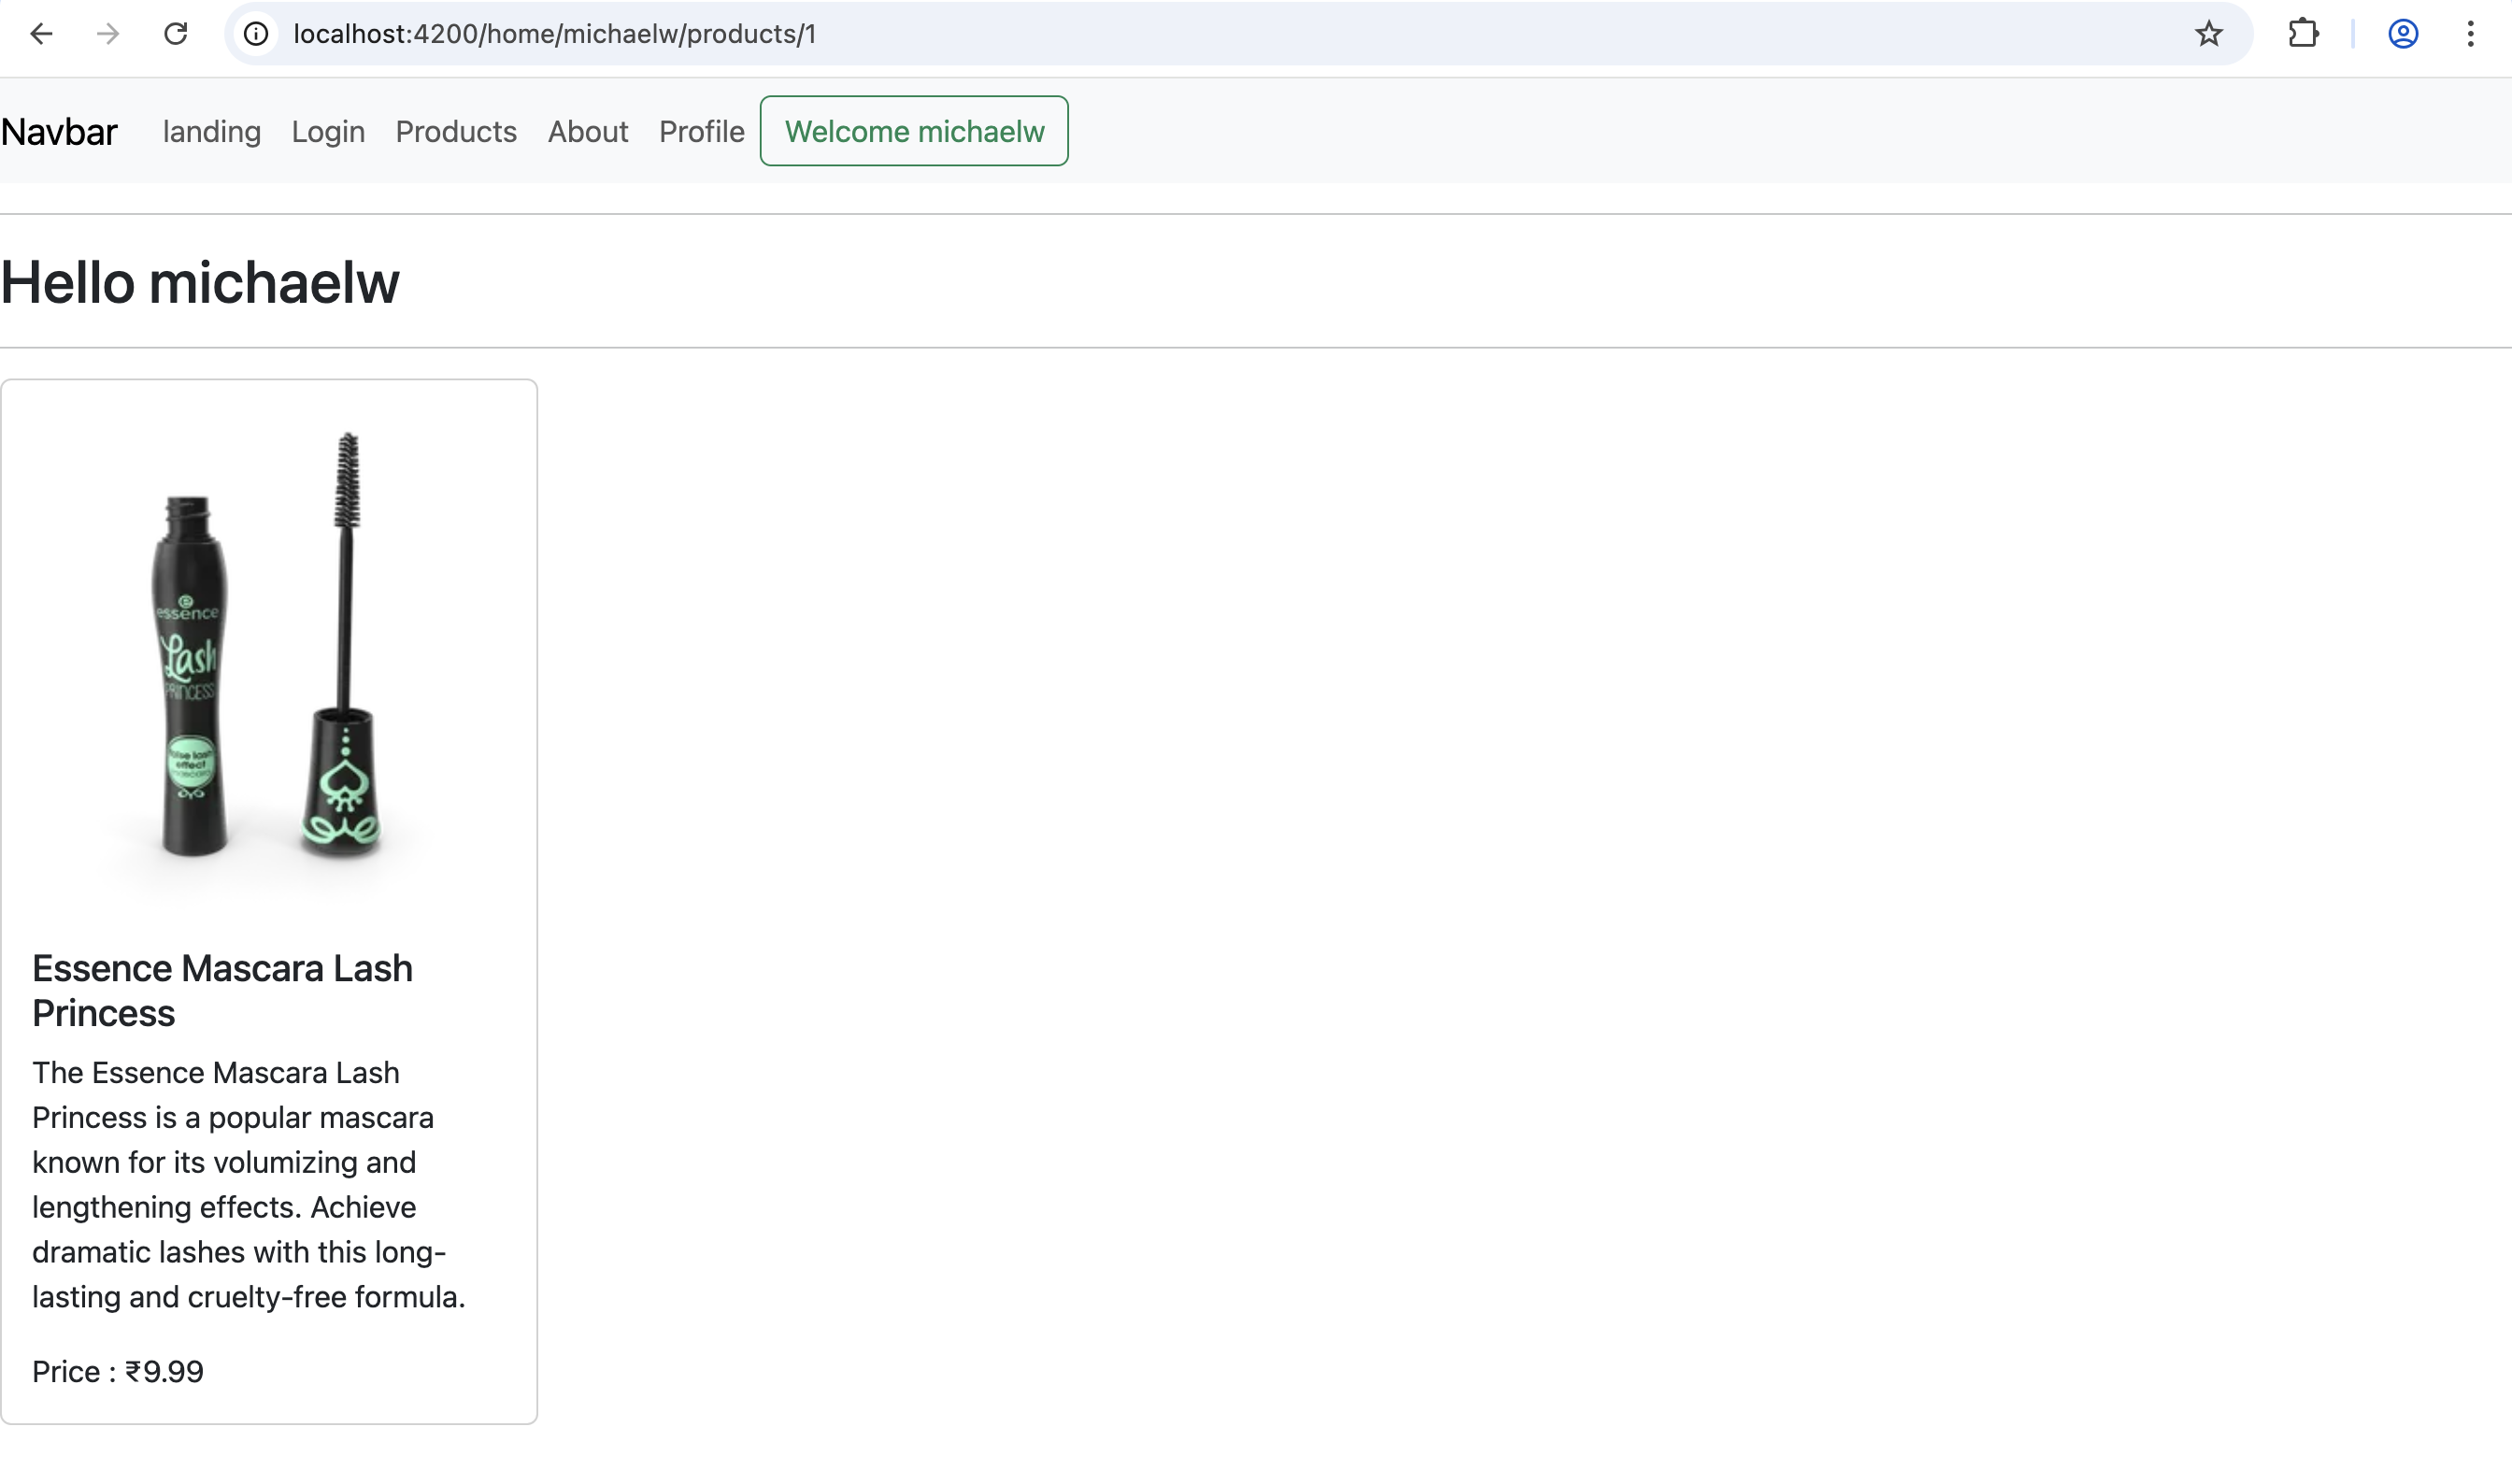 localhost:4200/home/michaelw/products/1
Navbar landing Login Products About Profile Welcome michaelw
Hello michaelw
essence
Lash
PRINCESS
false lash
effect
mascara
Essence Mascara Lash
Princess
The Essence Mascara Lash
Princess is a popular mascara
known for its volumizing and
lengthening effects. Achieve
dramatic lashes with this long-
lasting and cruelty-free formula.
Price : ₹9.99